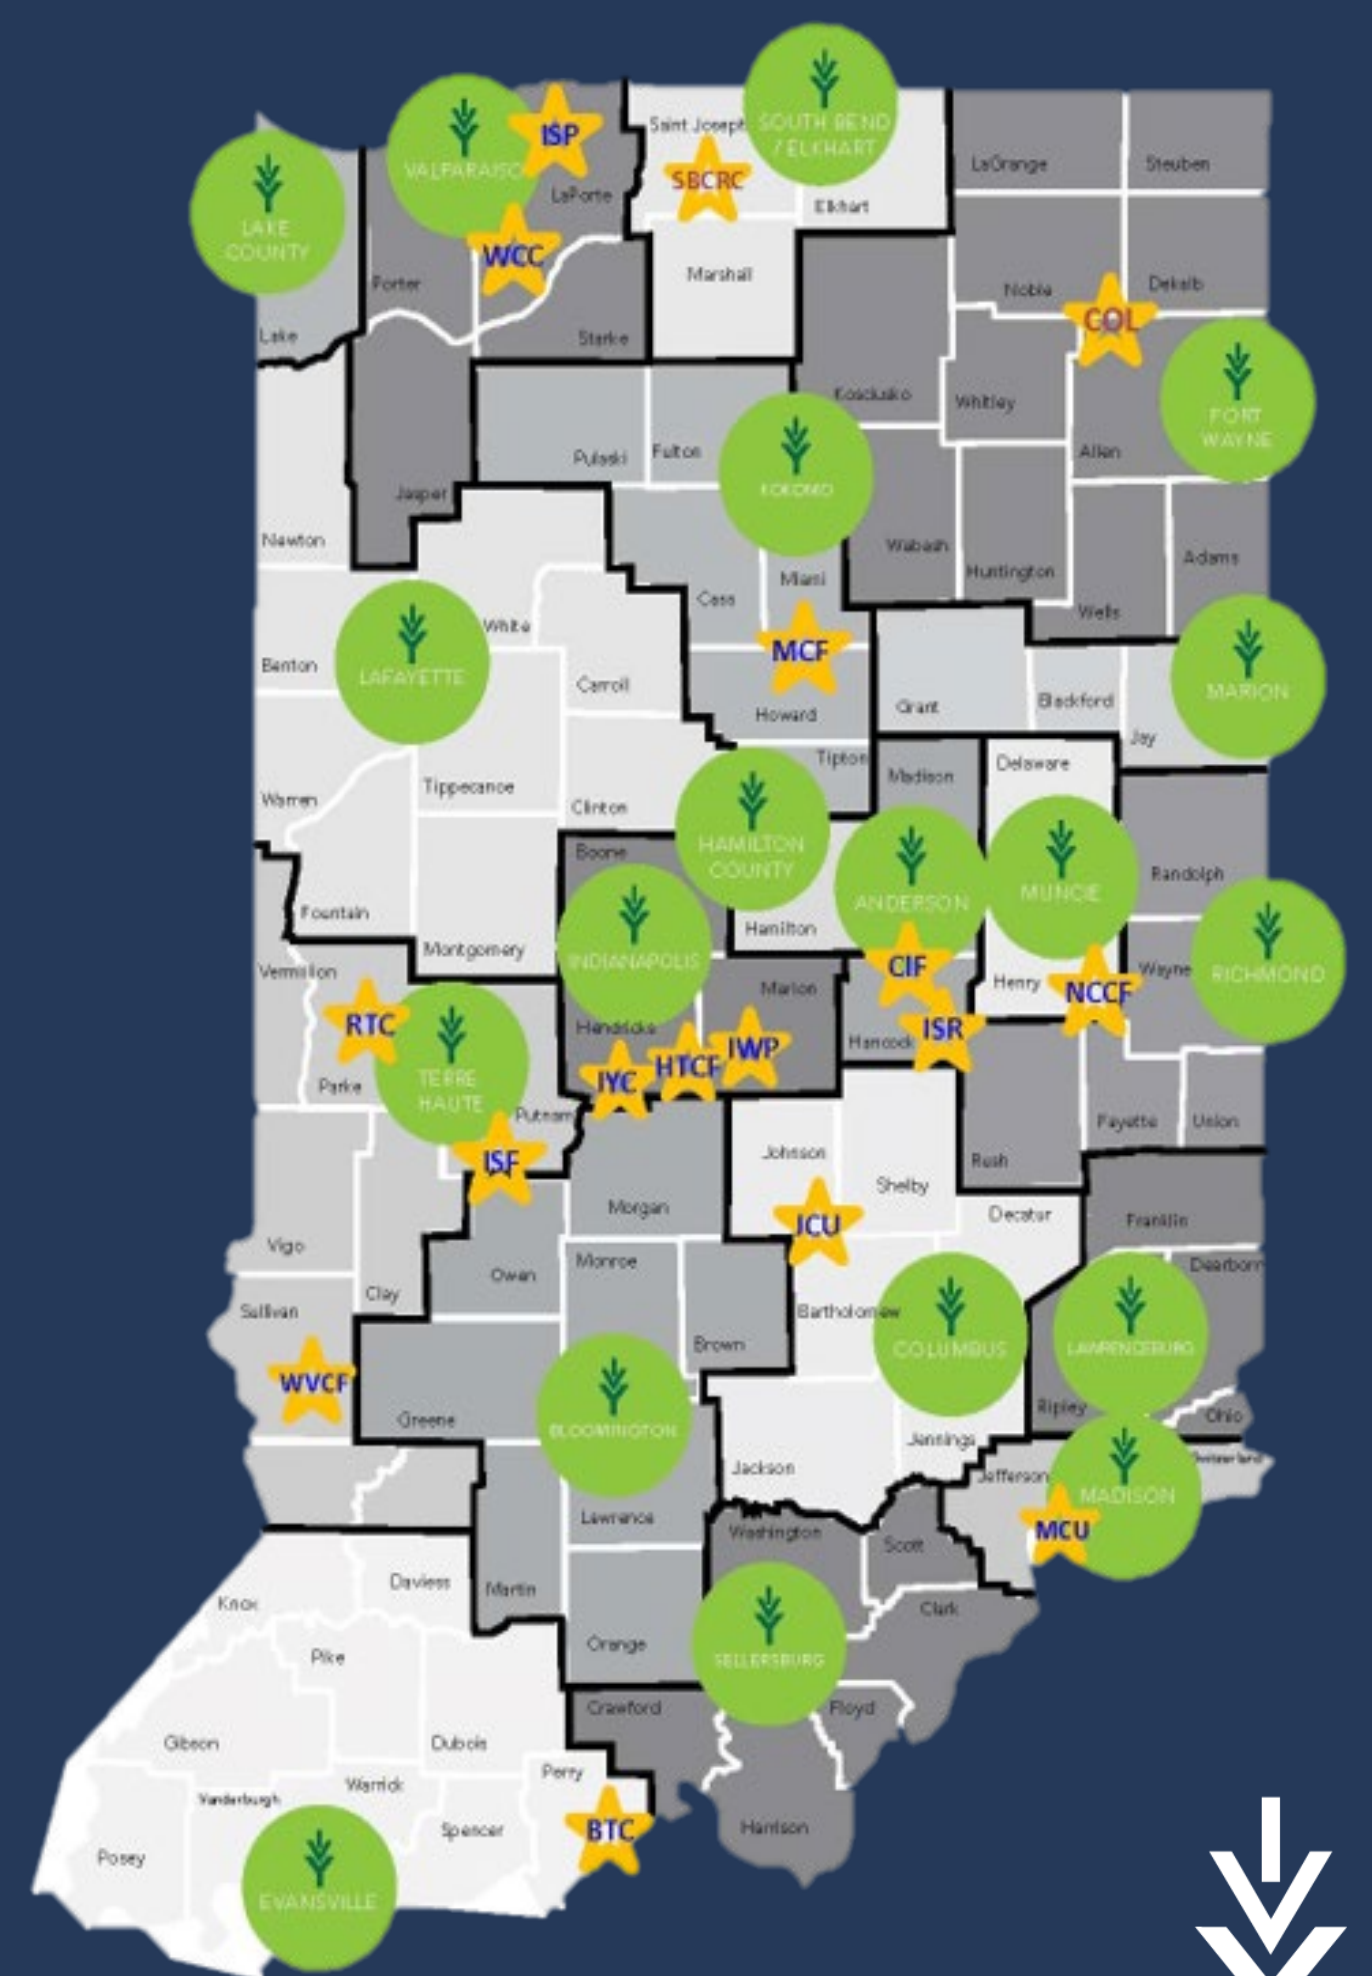 SOUTH BEND
/ ELKHART
Saint Joseph
ISP
VALPARAISO
SBCRC
LaPorte
Elkhart
LaGrange
Steuben
LAKE
COUNTY
WCC
Porter
Marshall
Noble
Dekalb
Lake
Starke
COL
Kosciusko
Whitley
FORT
WAYNE
Pulaski
Fulton
Allen
Jasper
KOKOMO
Newton
Wabash
Huntington
Adams
Miami
Cass
Wells
White
Benton
LAFAYETTE
Carroll
MCF
Howard
Grant
Blackford
MARION
Jay
Tipton
Madison
Delaware
Warren
Tippecanoe
Clinton
HAMILTON
COUNTY
Boone
ANDERSON
MUNCIE
Randolph
Fountain
Montgomery
Hamilton
INDIANAPOLIS
Vermillion
CIF
Henry
NCCF
Wayne
RICHMOND
Marion
RTC
Hendricks
IYC
HTCF
IWP
Hancock
ISR
TERRE
HAUTE
Parke
Putnam
Fayette
Union
ISF
Johnson
Shelby
Rush
Morgan
JCU
Decatur
Franklin
Vigo
Owen
Monroe
Dearborn
Clay
Sullivan
Bartholomew
Brown
COLUMBUS
LAWRENCEBURG
WVCF
Greene
BLOOMINGTON
Ripley
Ohio
Jennings
Jackson
Jefferson
Switzerland
MADISON
MCU
Lawrence
Washington
Scott
Knox
Daviess
Martin
Clark
Pike
Orange
SELLERSBURG
Crawford
Floyd
Gibson
Dubois
Perry
Warrick
Vanderburgh
Spencer
BTC
Harrison
Posey
EVANSVILLE